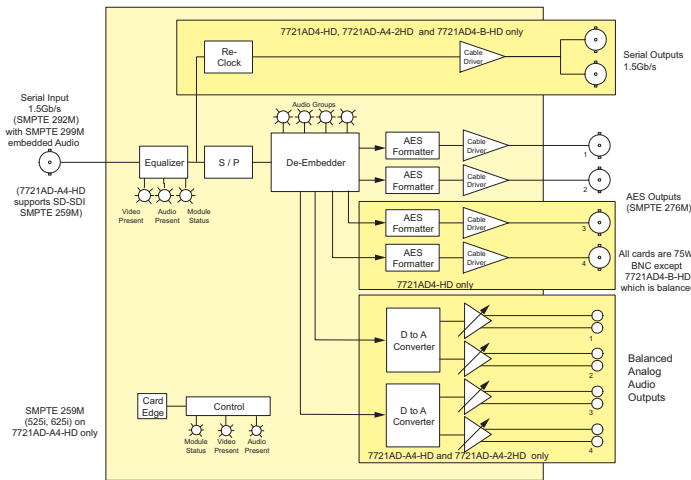 7721AD4-HD, 7721AD-A4-2HD and 7721AD4-B-HD only
Re-
Clock
Cable
Driver
Serial Outputs
1.5Gb/s
Serial Input
1.5Gb/s
(SMPTE 292M)
with SMPTE 299M
embedded Audio
(7721AD-A4-HD
supports SD-SDI
SMPTE 259M)
Equalizer
S / P
Audio Groups
De-Embedder
Video
Present
Audio
Present
Module
Status
AES
Formatter
Cable
Driver
1
AES
Formatter
Cable
Driver
2
AES Outputs
(SMPTE 276M)
AES
Formatter
Cable
Driver
3
AES
Formatter
Cable
Driver
4
7721AD4-HD only
All cards are 75W
BNC except
7721AD4-B-HD
which is balanced
D to A
Converter
1
2
D to A
Converter
3
4
Balanced
Analog
Audio
Outputs
7721AD-A4-HD and 7721AD-A4-2HD only
SMPTE 259M
(525i, 625i) on
7721AD-A4-HD only
Card
Edge
Control
Module
Status
Video
Present
Audio
Present